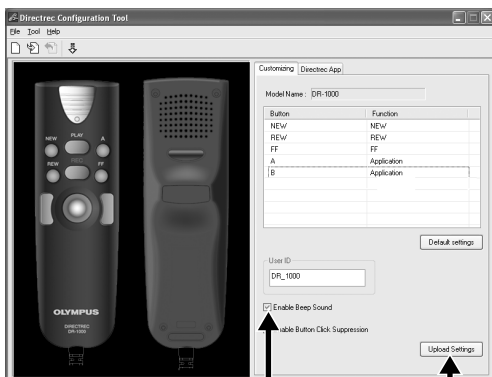 Directrec Configuration Tool
File Tool Help
Customizing Directrec App
Model Name : DR-1000
Button Function
NEW NEW
REW REW
FF FF
A Application
B Application
Default settings
User ID
DR_1000
Enable Beep Sound
Enable Button Click Suppression
Upload Settings
NEW PLAY A
REW REC FF
OLYMPUS
DIRECTREC
DR-1000